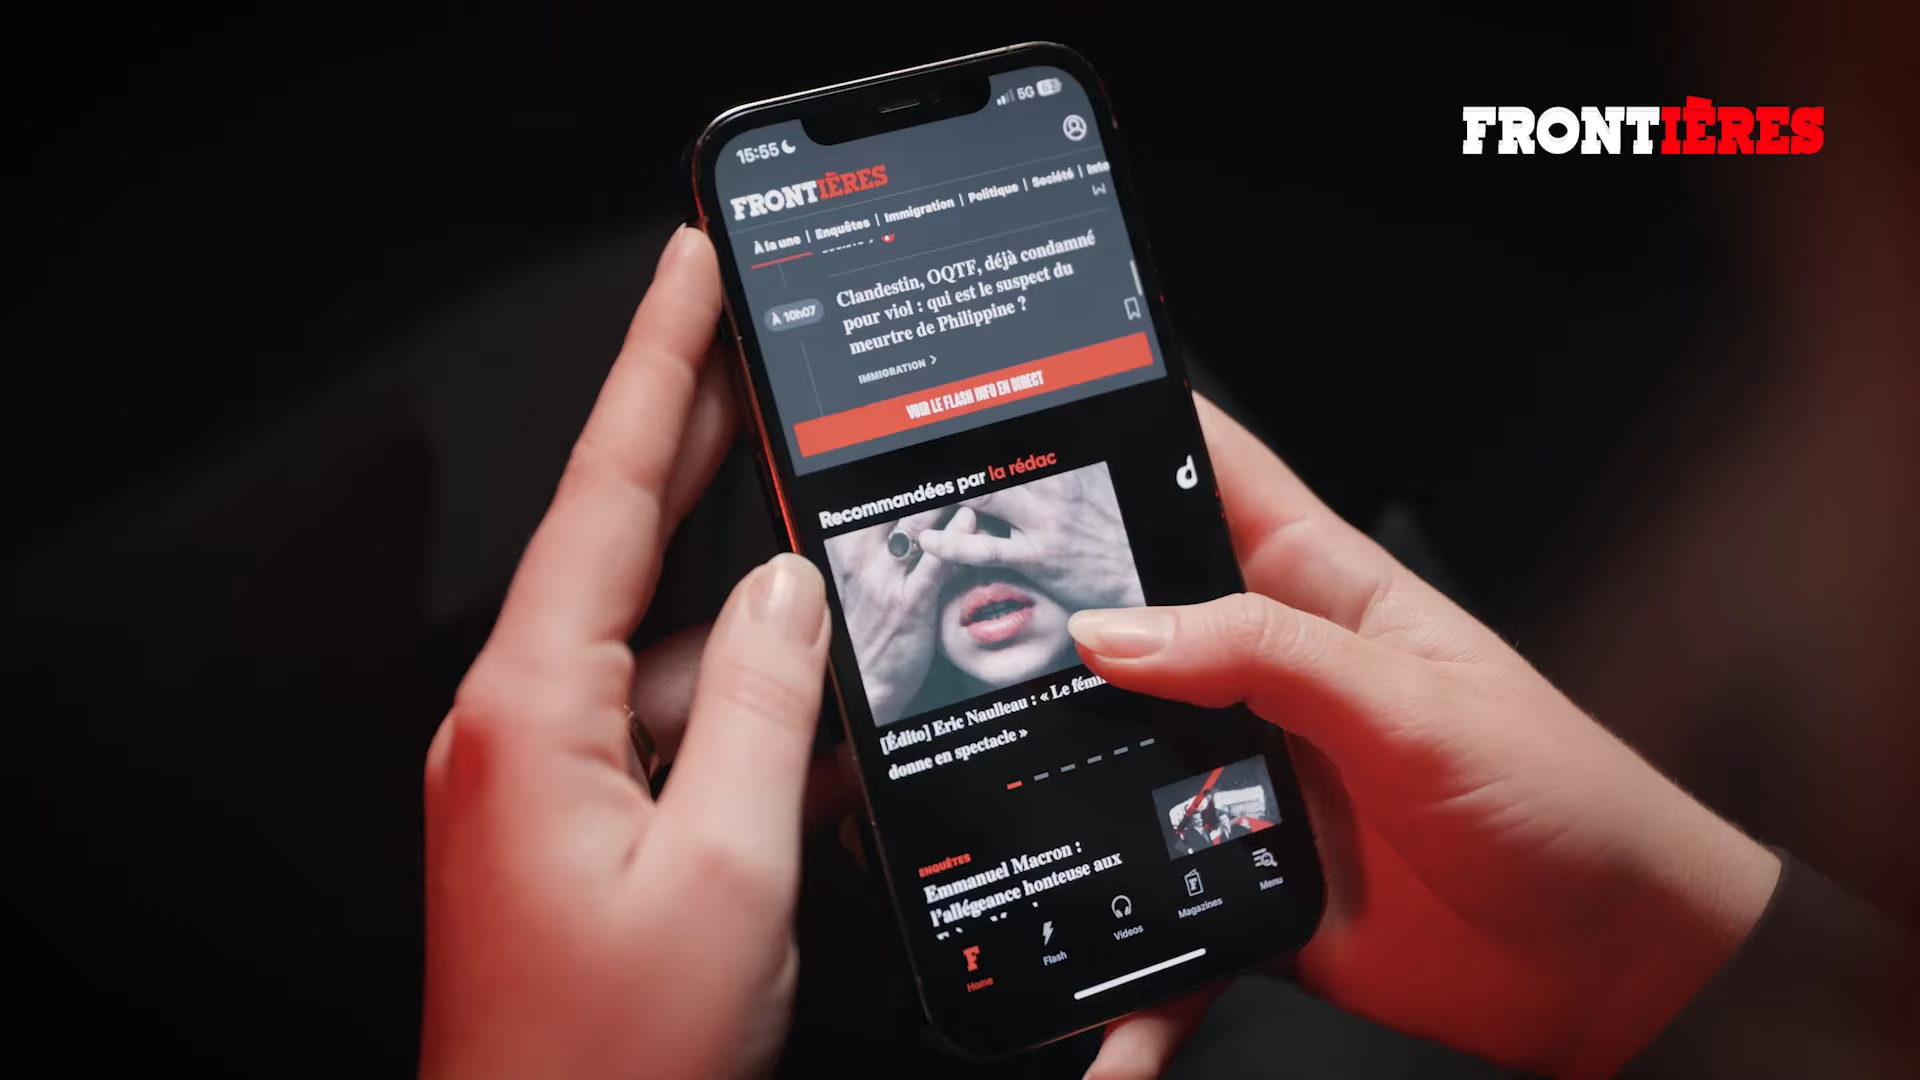 FRONTIÈRES
15:55
5G
62
FRONTIÈRES
À la une | Enquêtes | Immigration | Politique | Société | Inte
À 10h07
Clandestin, OQTF, déjà condamné
pour viol : qui est le suspect du
meurtre de Philippine ?
IMMIGRATION >
VOIR LE FLASH INFO EN DIRECT
Recommandées par la rédac
[Édito] Eric Naulleau : « Le fémi
donne en spectacle »
ENQUÊTES
Emmanuel Macron :
l'allégeance honteuse aux
Home
Flash
Videos
Magazines
Menu